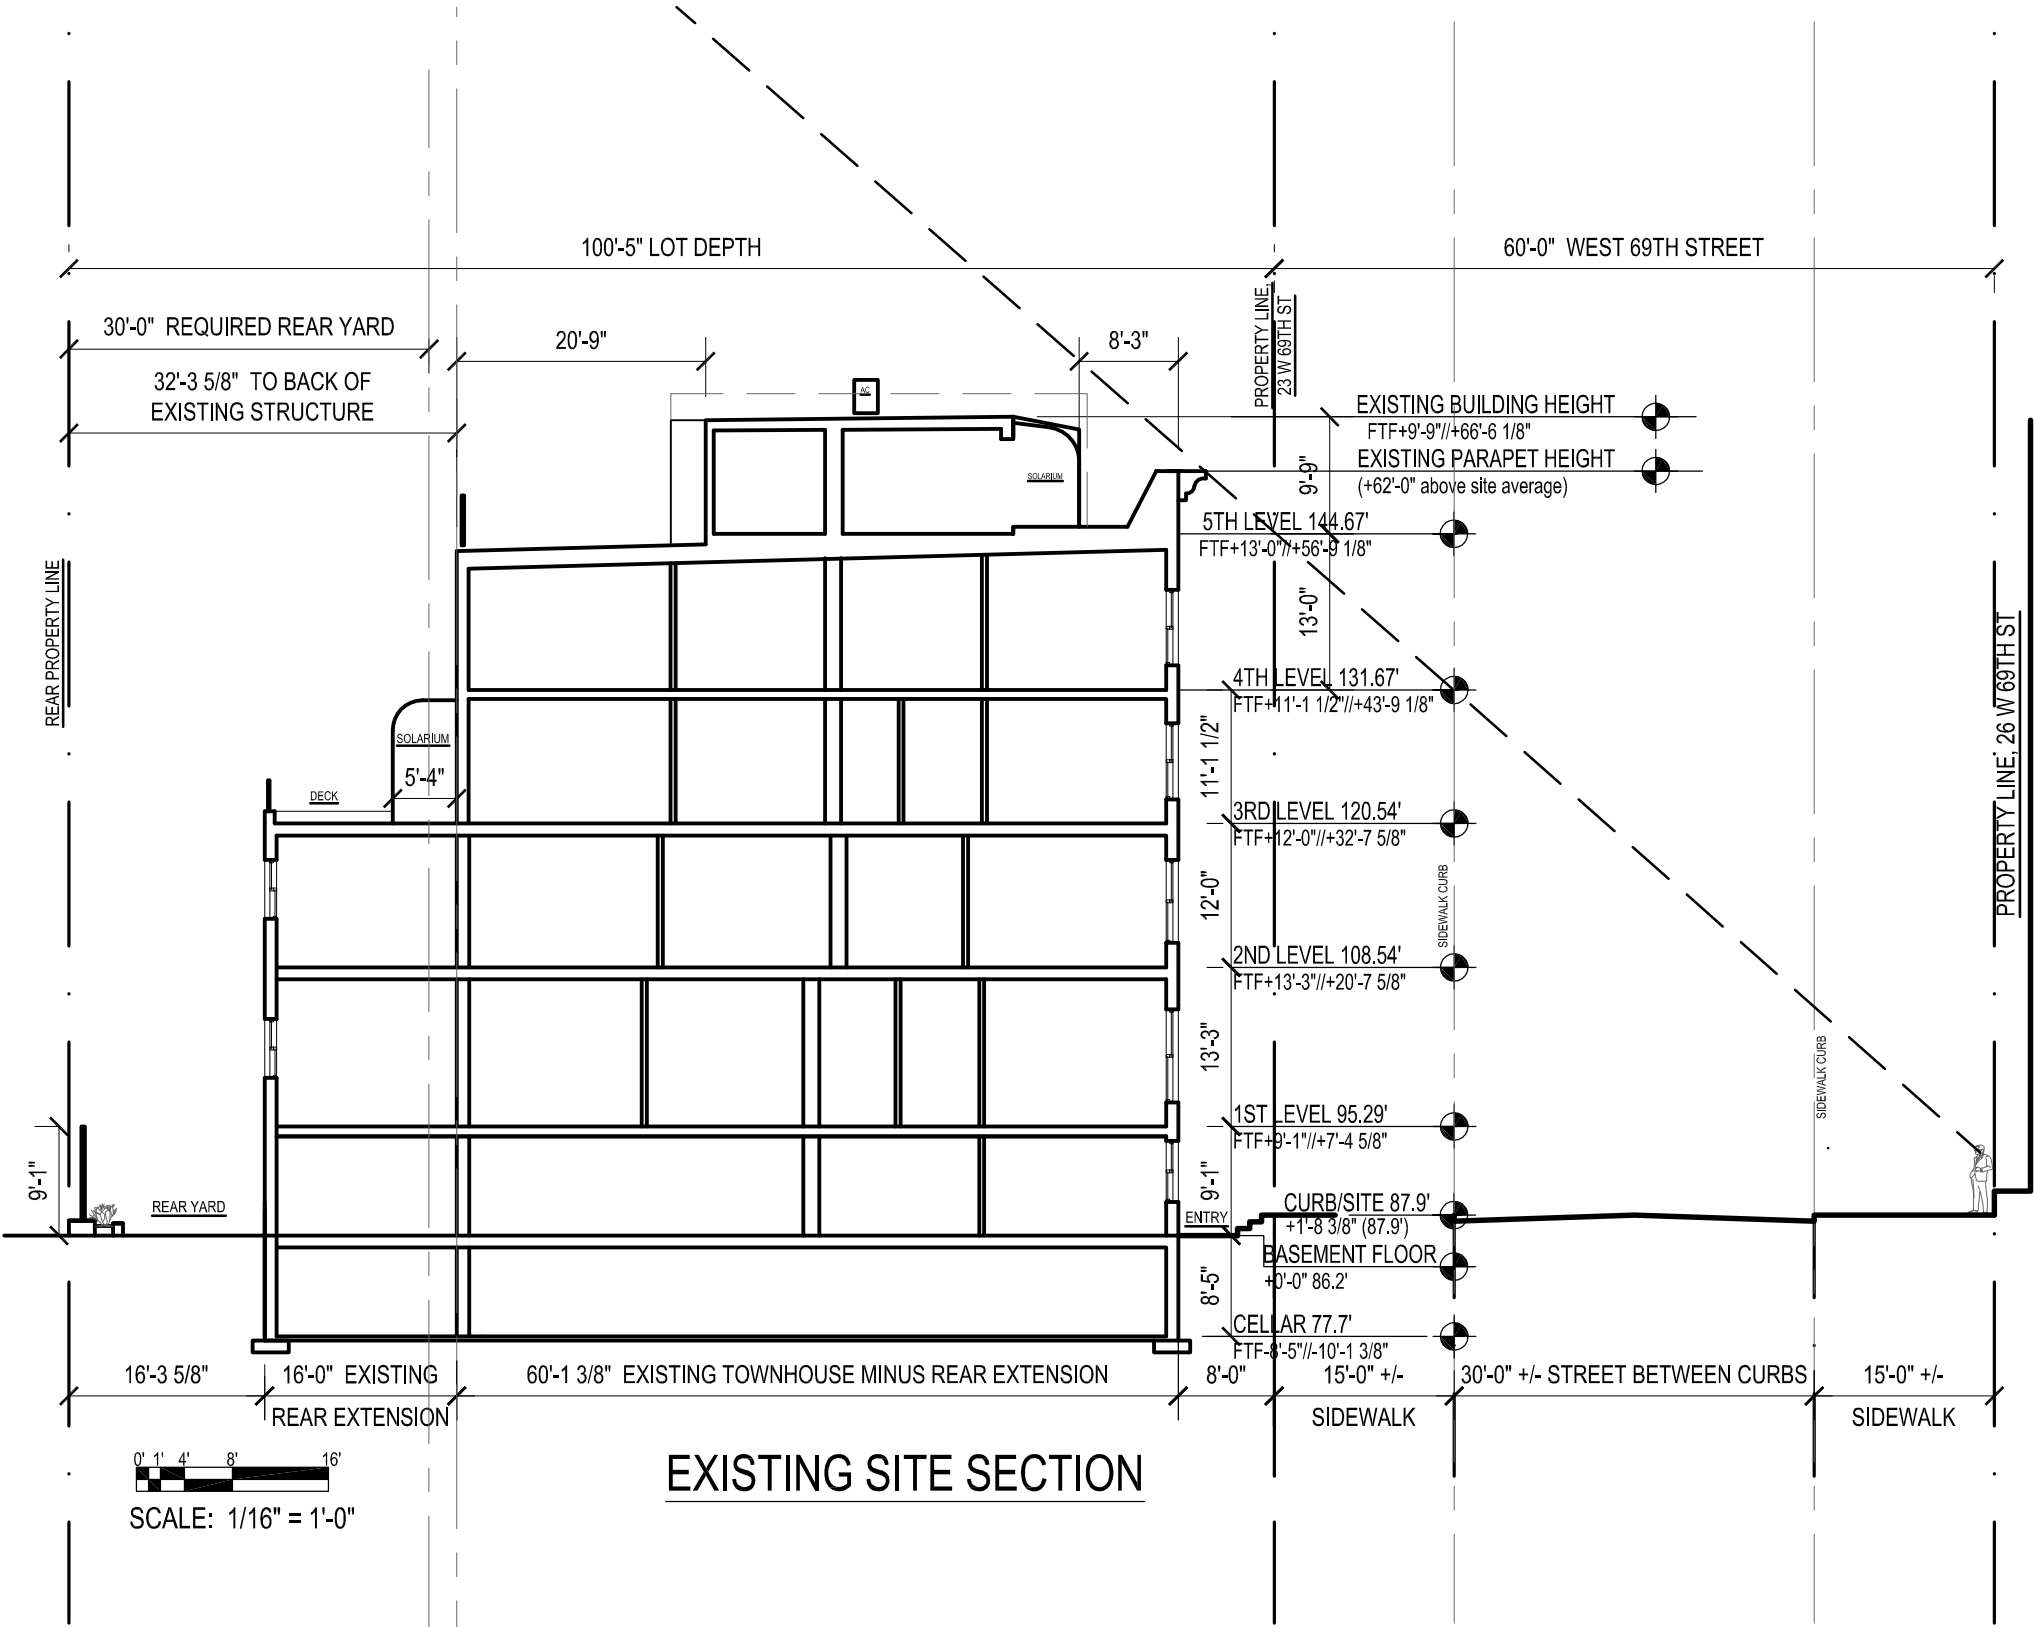 100'-5" LOT DEPTH
60'-0" WEST 69TH STREET
30'-0" REQUIRED REAR YARD
20'-9"
8'-3"
PROPERTY LINE,
23 W 69TH ST
32'-3 5/8" TO BACK OF
EXISTING STRUCTURE
AC
EXISTING BUILDING HEIGHT
FTF+9'-9"//+66'-6 1/8"
EXISTING PARAPET HEIGHT
(+62'-0" above site average)
9'-9"
SOLARIUM
5TH LEVEL 144.67'
FTF+13'-0"//+56'-9 1/8"
13'-0"
REAR PROPERTY LINE
PROPERTY LINE, 26 W 69TH ST
4TH LEVEL 131.67'
FTF+11'-1 1/2"//+43'-9 1/8"
SOLARIUM
5'-4"
DECK
11'-1 1/2"
3RD LEVEL 120.54'
FTF+12'-0"//+32'-7 5/8"
12'-0"
SIDEWALK CURB
2ND LEVEL 108.54'
FTF+13'-3"//+20'-7 5/8"
13'-3"
SIDEWALK CURB
1ST LEVEL 95.29'
FTF+9'-1"//+7'-4 5/8"
9'-1"
9'-1"
REAR YARD
ENTRY
CURB/SITE 87.9'
+1'-8 3/8" (87.9')
BASEMENT FLOOR
+0'-0" 86.2'
8'-5"
CELLAR 77.7'
FTF-8'-5"//-10'-1 3/8"
16'-3 5/8"
16'-0" EXISTING
REAR EXTENSION
60'-1 3/8" EXISTING TOWNHOUSE MINUS REAR EXTENSION
8'-0"
15'-0" +/-
SIDEWALK
30'-0" +/- STREET BETWEEN CURBS
15'-0" +/-
SIDEWALK
0' 1' 4' 8' 16'
SCALE: 1/16" = 1'-0"
EXISTING SITE SECTION